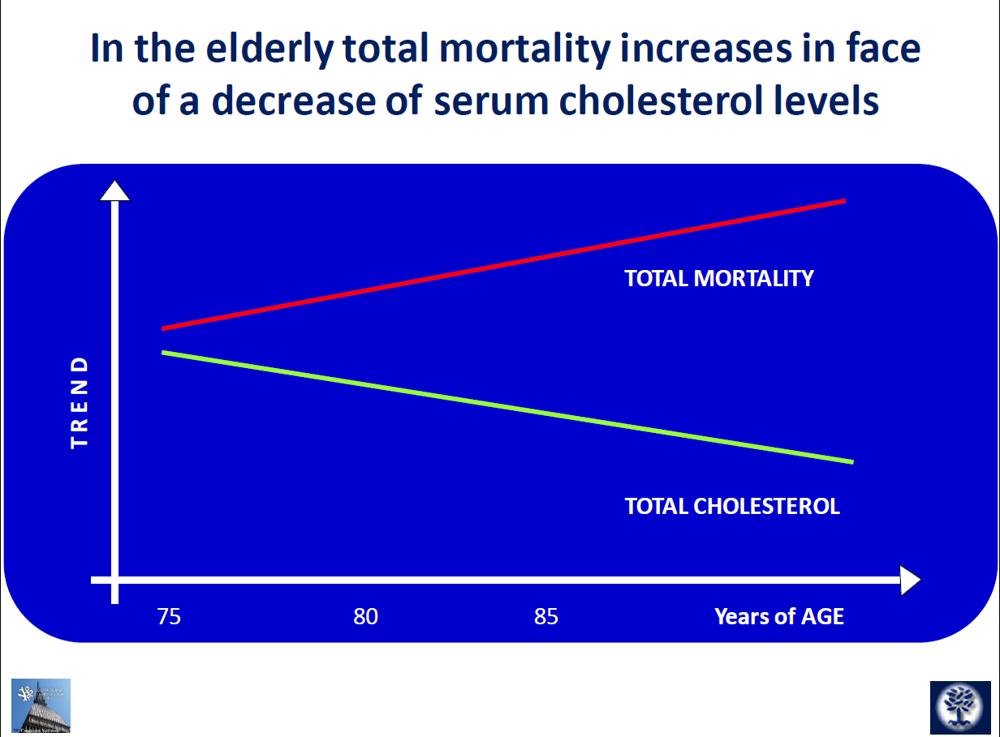 In the elderly total mortality increases in face
of a decrease of serum cholesterol levels
TOTAL MORTALITY
TREND
TOTAL CHOLESTEROL
75 80 85 Years of AGE